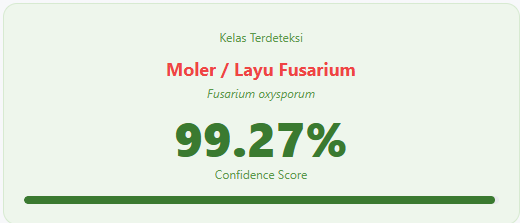 Kelas Terdeteksi
Moler / Layu Fusarium
Fusarium oxysporum
99.27%
Confidence Score